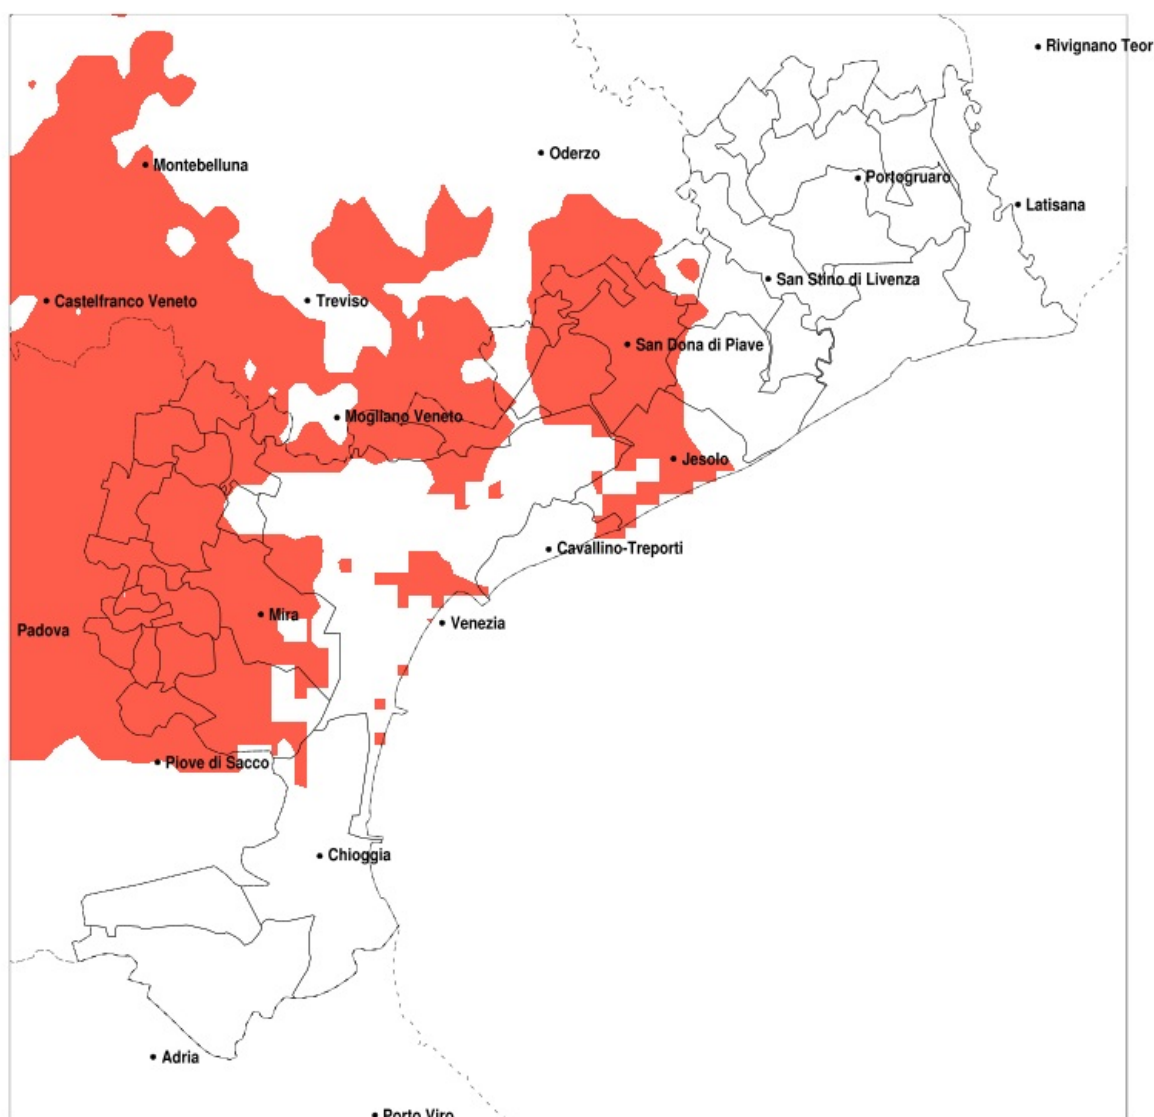 Rivignano Teor
Oderzo
Montebelluna
Portogruaro
Latisana
San Stino di Livenza
Castelfranco Veneto
Treviso
San Dona di Piave
Mogliano Veneto
Jesolo
Cavallino-Treporti
Mira
Venezia
Padova
Piove di Sacco
Chioggia
Adria
Porto Viro